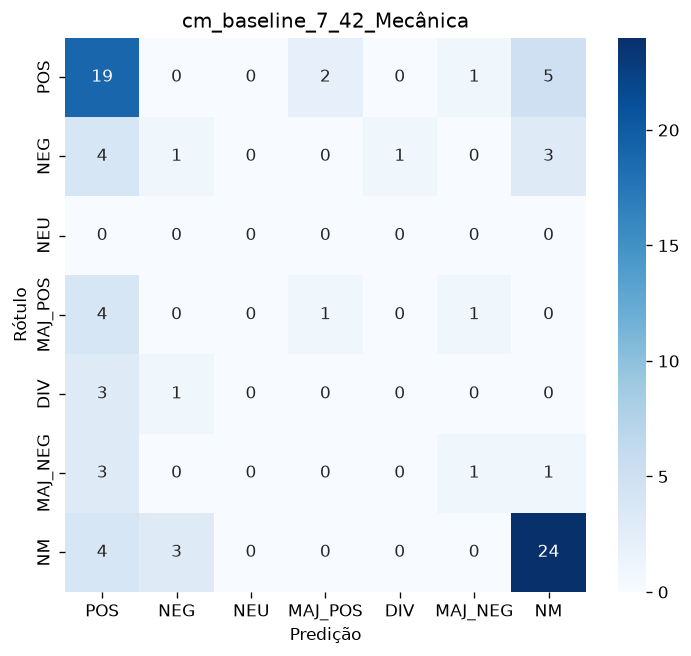 cm_baseline_7_42_Mecânica
POS 19 0 0 2 0 1 5
NEG 4 1 0 0 1 0 3
NEU 0 0 0 0 0 0 0
MAJ_POS 4 0 0 1 0 1 0
DIV 3 1 0 0 0 0 0
MAJ_NEG 3 0 0 0 0 1 1
NM 4 3 0 0 0 0 24
POS NEG NEU MAJ_POS DIV MAJ_NEG NM
Predição
Rótulo
20
15
10
5
0